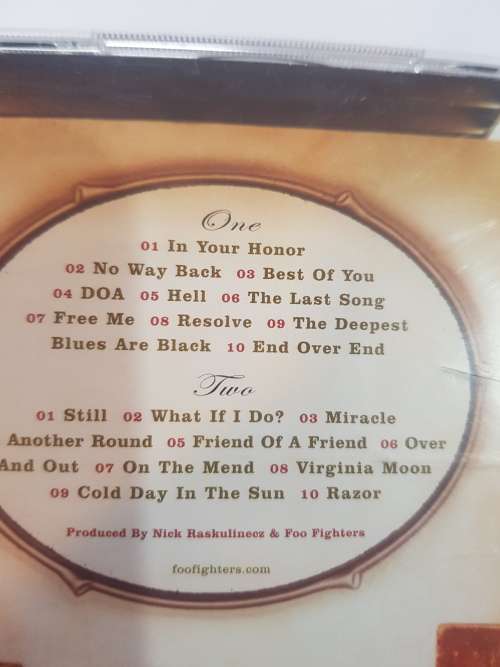 One
01 In Your Honor
02 No Way Back 03 Best Of You
04 DOA 05 Hell 06 The Last Song
07 Free Me 08 Resolve 09 The Deepest
Blues Are Black 10 End Over End
Two
01 Still 02 What If I Do? 03 Miracle
Another Round 05 Friend Of A Friend 06 Over
And Out 07 On The Mend 08 Virginia Moon
09 Cold Day In The Sun 10 Razor
Produced By Nick Raskulinecz & Foo Fighters
foofighters.com